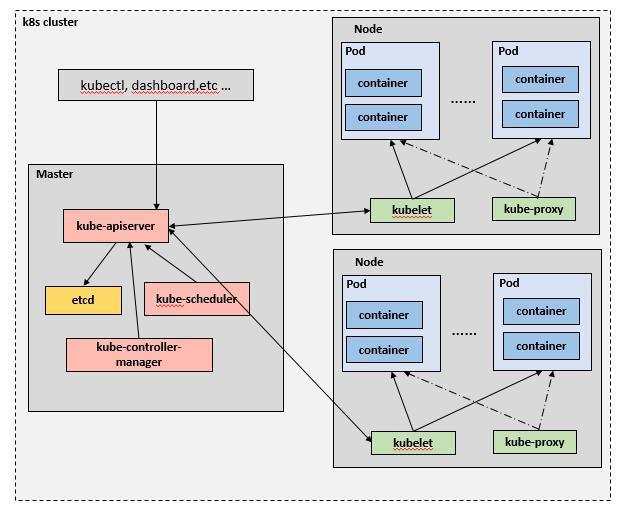 k8s cluster
kubectl, dashboard,etc ...
Master
kube-apiserver
etcd
kube-scheduler
kube-controller-
manager
Node
Pod
container
container
......
Pod
container
container
kubelet
kube-proxy
Node
Pod
container
container
......
Pod
container
container
kubelet
kube-proxy